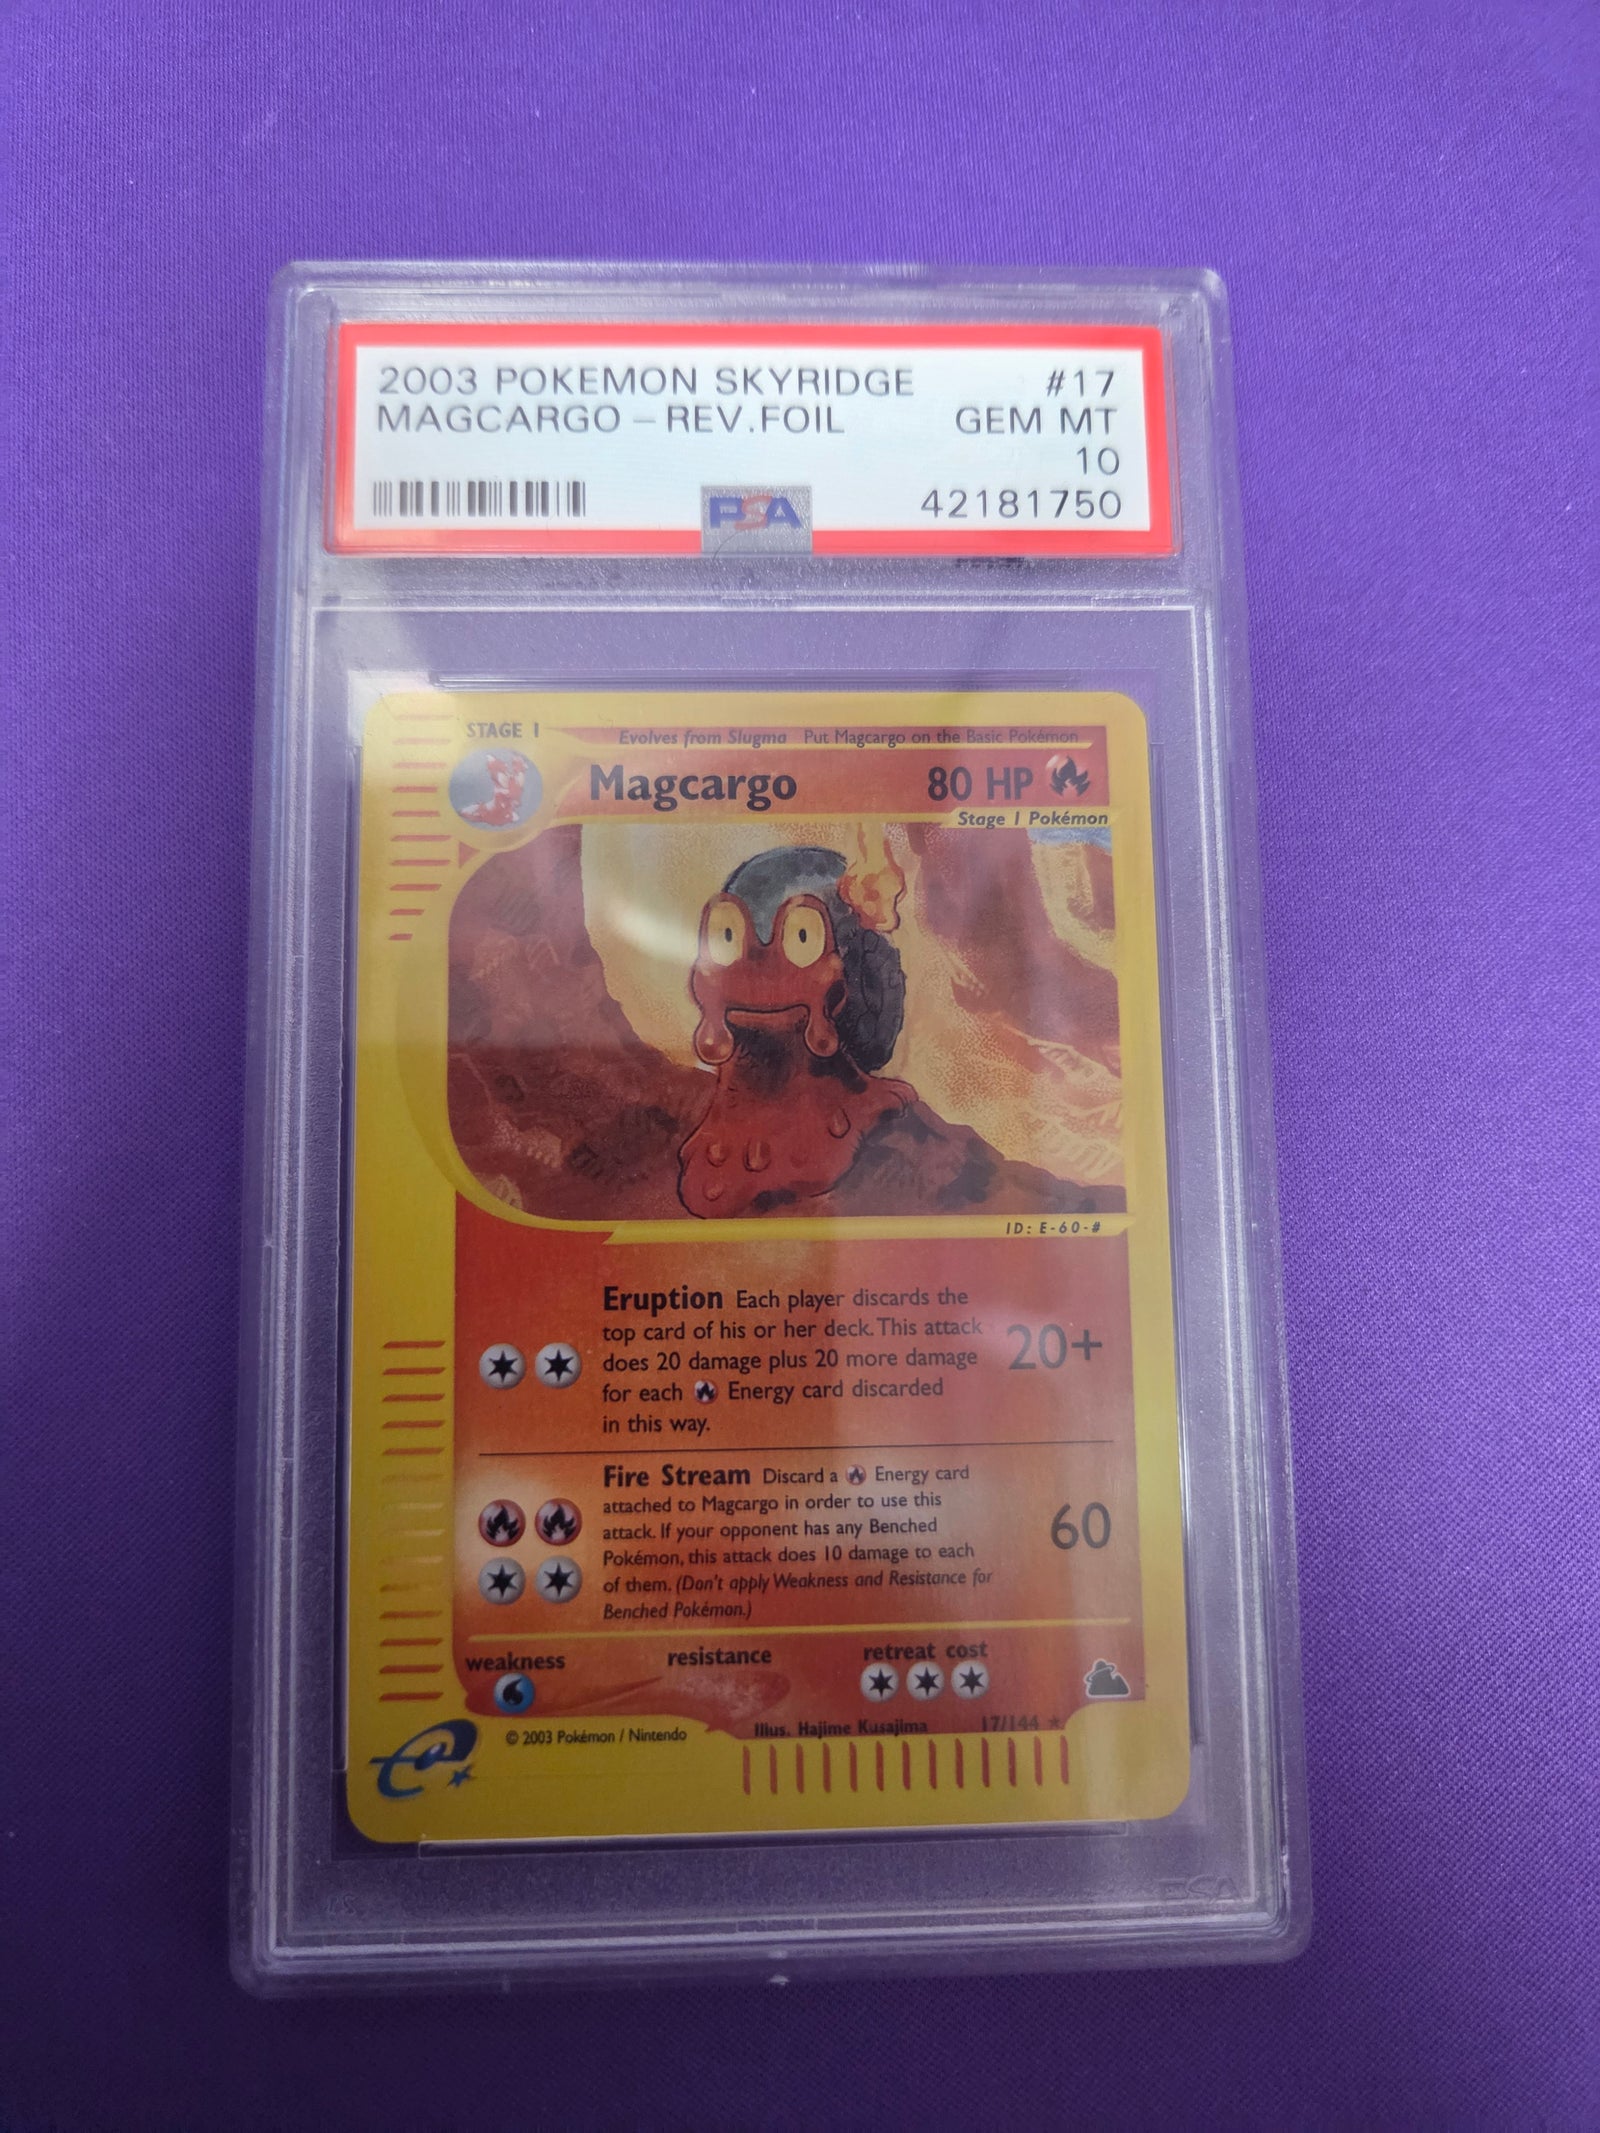 2003 POKEMON SKYRIDGE #17
MAGCARGO - REV.FOIL GEM MT
10
PSA 42181750
STAGE 1
Evolves from Slugma Put Magcargo on the Basic Pokémon
Magcargo 80 HP
Stage 1 Pokémon
ID: E-60-#
Eruption Each player discards the
top card of his or her deck. This attack
does 20 damage plus 20 more damage
for each Energy card discarded
in this way.
20+
Fire Stream Discard a Energy card
attached to Magcargo in order to use this
attack. If your opponent has any Benched
Pokémon, this attack does 10 damage to each
of them. (Don't apply Weakness and Resistance for
Benched Pokémon.)
60
weakness resistance retreat cost
e
© 2003 Pokémon / Nintendo Illus. Hajime Kusajima 17/144 ★
PSA